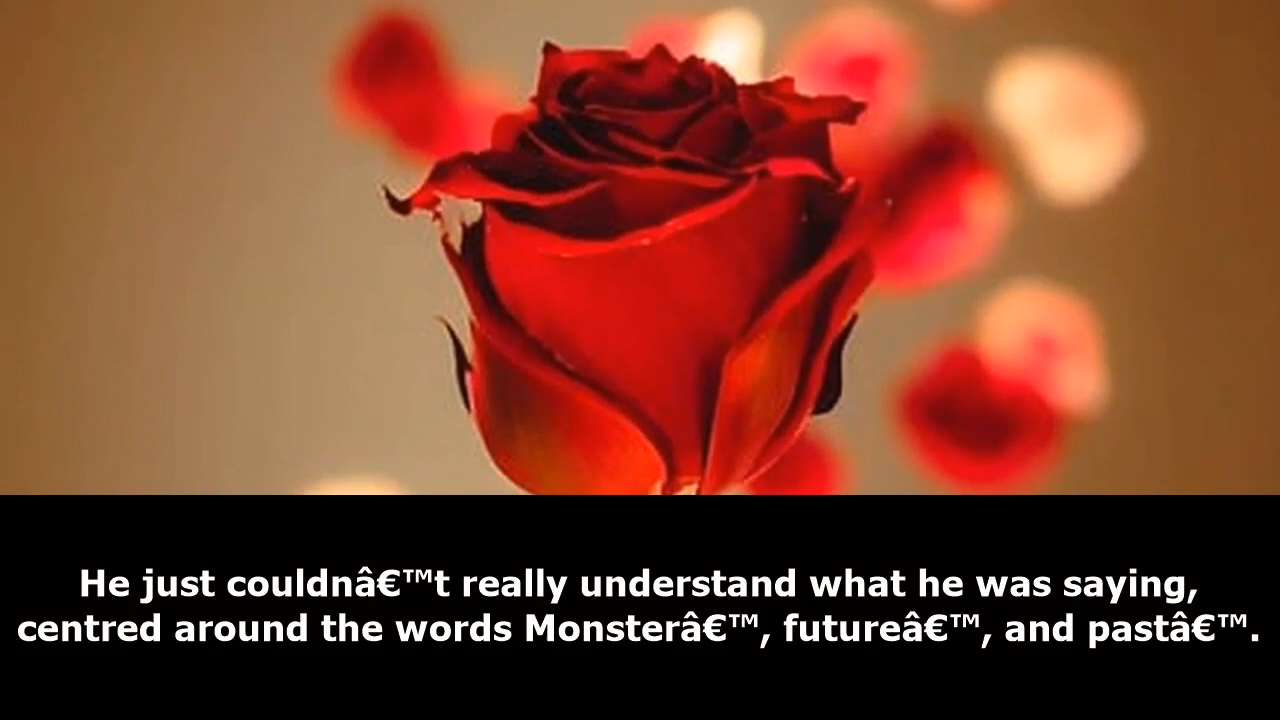 He just couldnâ€™t really understand what he was saying,
centred around the words Monsterâ€™, futureâ€™, and pastâ€™.